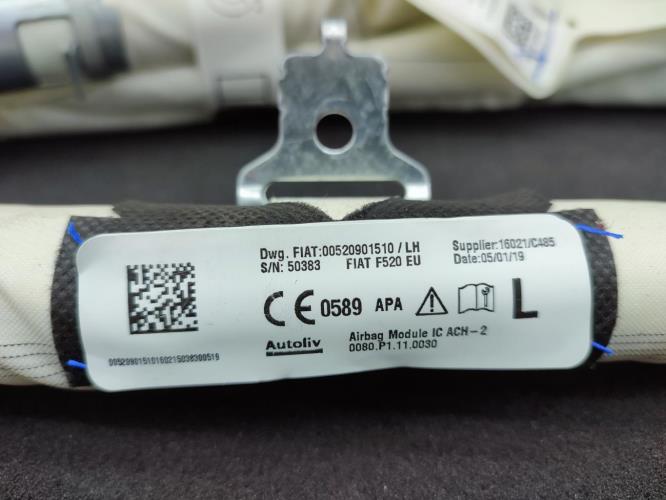 Dwg. FIAT:00520901510 / LH
S/N: 50383 FIAT F520 EU
Supplier:16021/C485
Date:05/01/19
CE 0589 APA L
Autoliv
Airbag Module IC ACH-2
0080.P1.11.0030
00520901510160215038300519